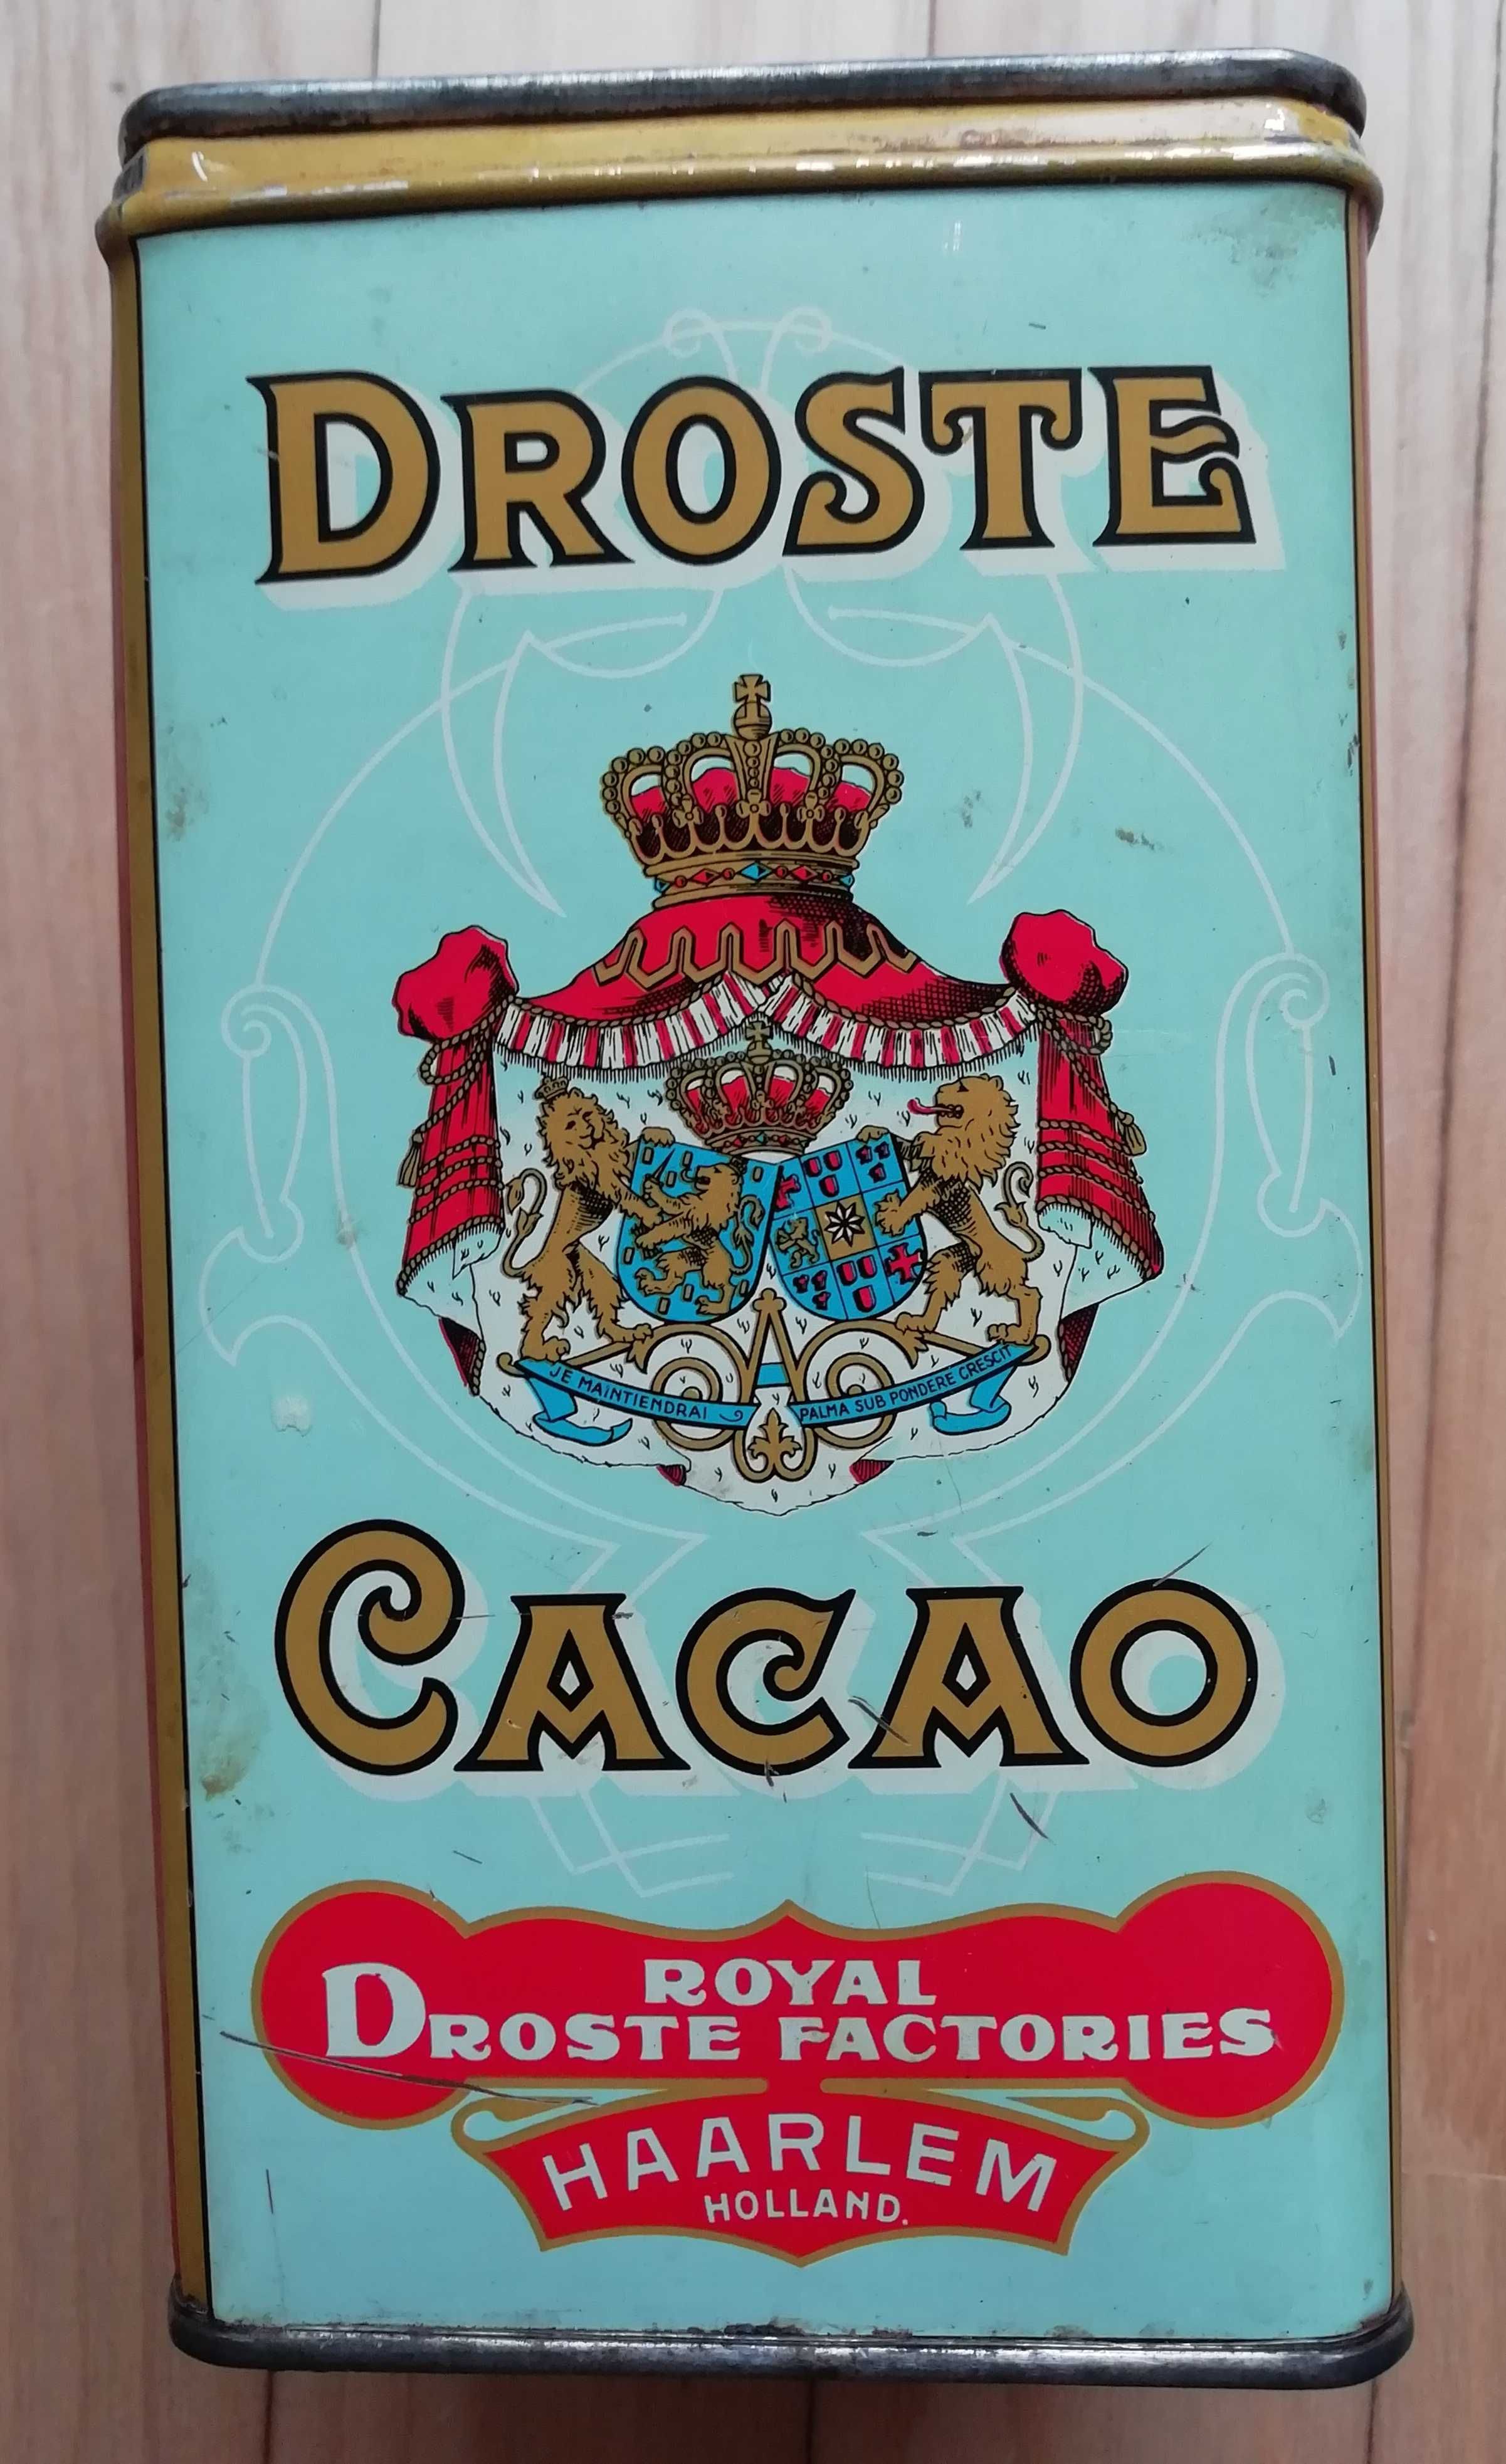 DROSTE
JE MAINTIENDRAI
PALMA SUB PONDERE CRESCIT
CACAO
ROYAL
DROSTE FACTORIES
HAARLEM
HOLLAND.